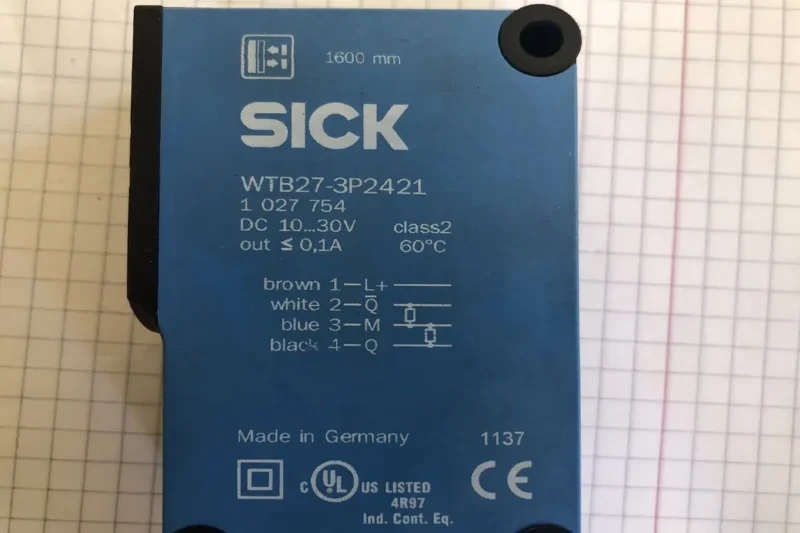 1600 mm
SICK
WTB27-3P2421
1 027 754
DC 10...30V class2
out ≤ 0,1A 60°C
brown 1 L+
white 2 Q̅
blue 3 M
black 4 Q
Made in Germany 1137
C UL US LISTED CE
4R97
Ind. Cont. Eq.